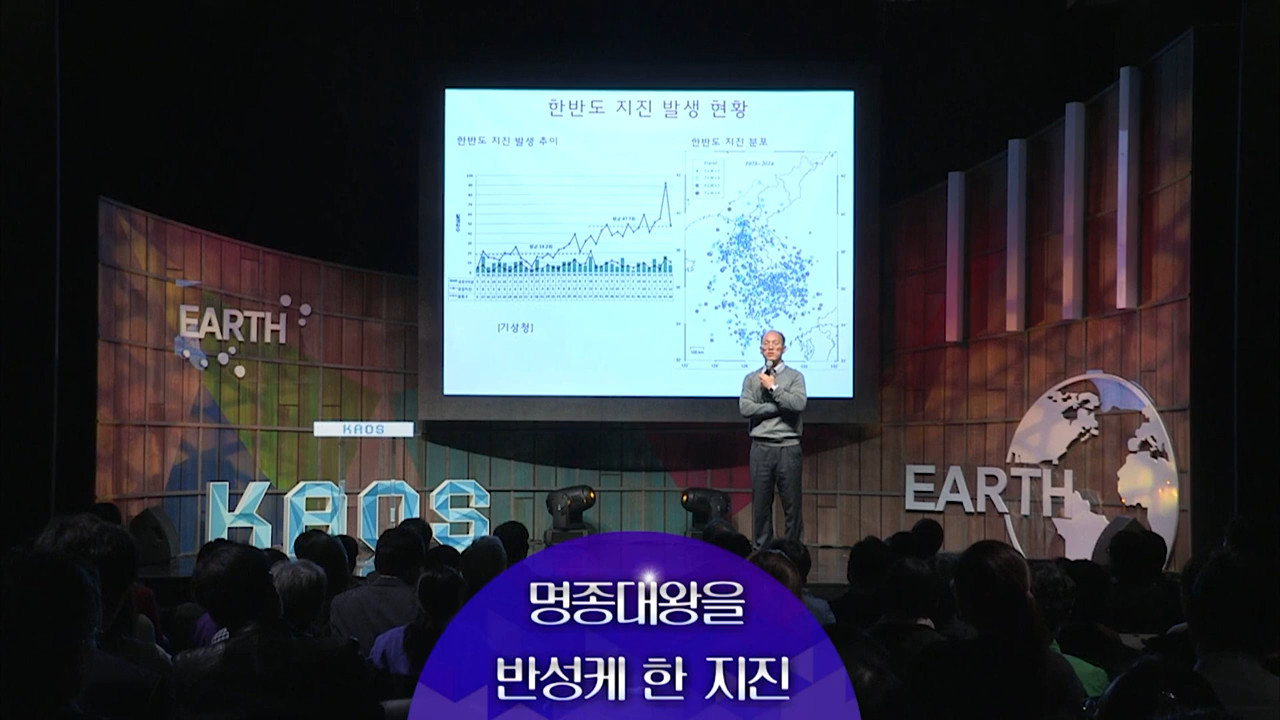 한반도 지진 발생 현황
한반도 지진 발생 추이
한반도 지진 분포
1978~2014
[기상청]
EARTH
KAOS
KAOS
EARTH
명종대왕을
반성케 한 지진